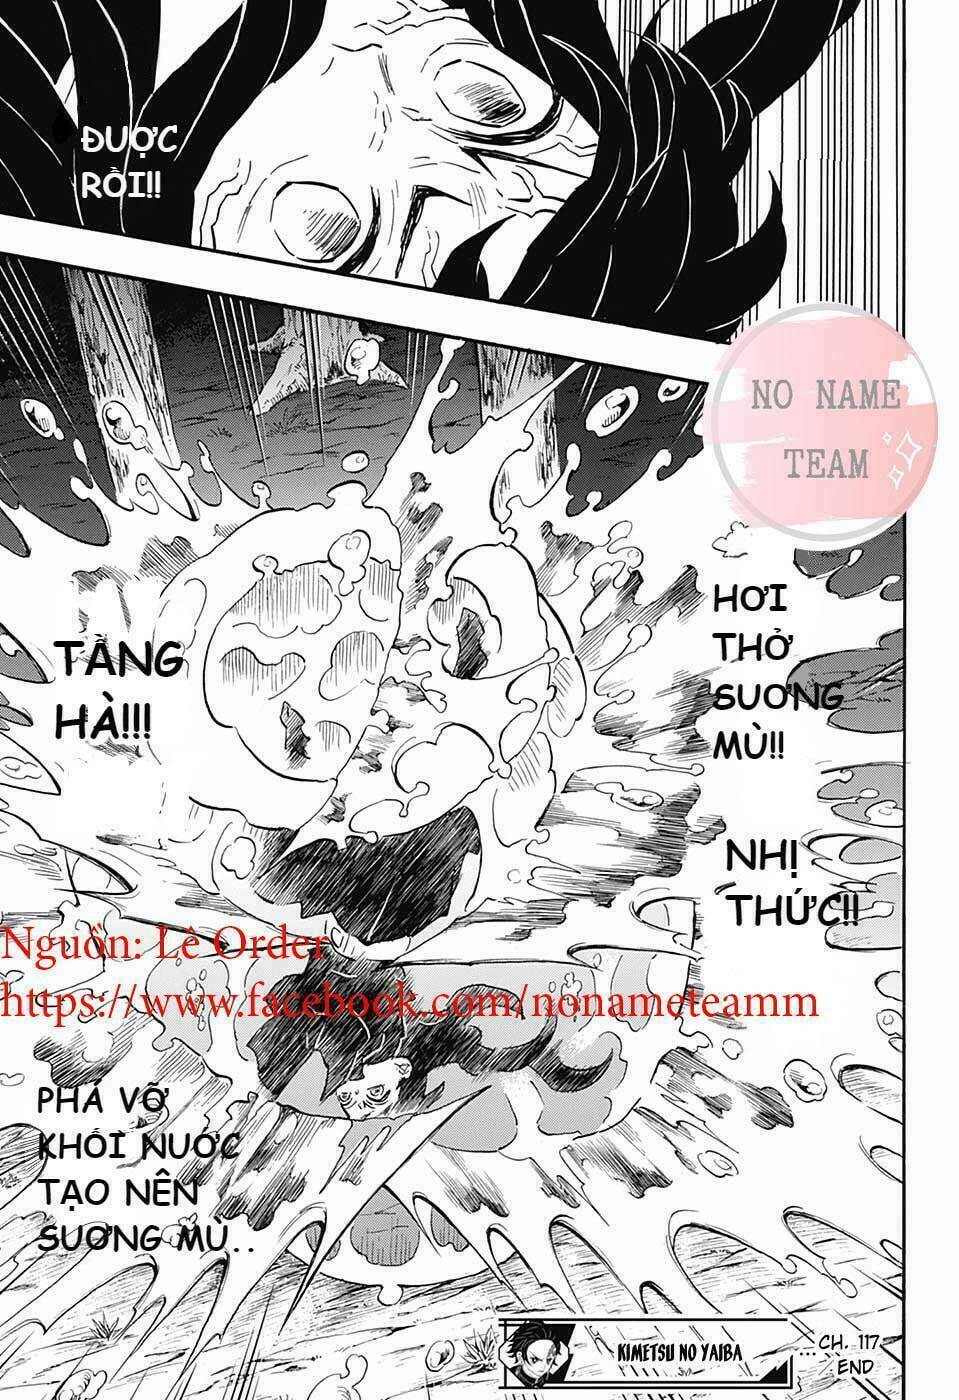 ĐƯỢC
RỒI!!
NO NAME
TEAM
HƠI
THỞ
SƯƠNG
MÙ!!
TẦNG
HÀ!!!
NHỊ
THỨC!!
Nguồn: Lê Order
https://www.facebook.com/nonameteamm
PHÁ VỠ
KHỐI NƯỚC
TẠO NÊN
SƯƠNG MÙ..
KIMETSU NO YAIBA
... CH. 117
END